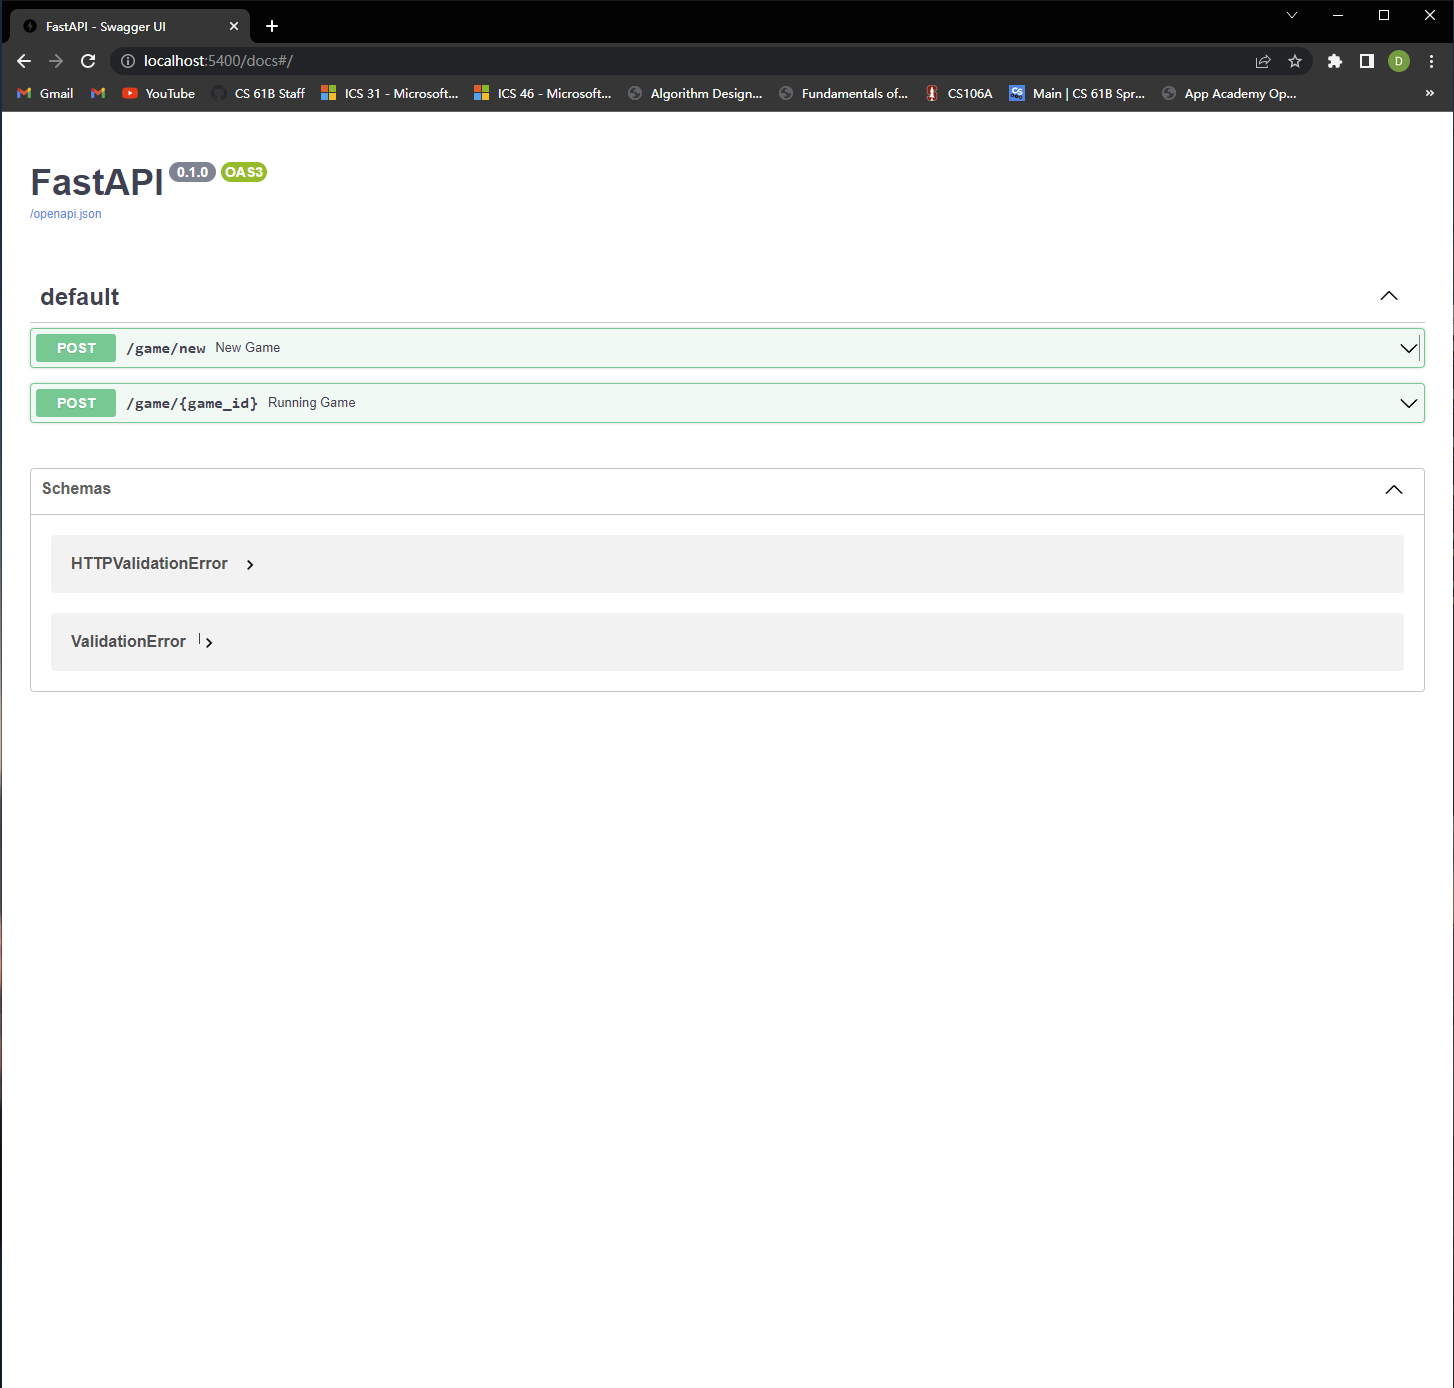 FastAPI - Swagger UI
localhost:5400/docs#/
D
Gmail YouTube CS 61B Staff ICS 31 - Microsoft... ICS 46 - Microsoft... Algorithm Design... Fundamentals of... CS106A Main | CS 61B Spr... App Academy Op... »
FastAPI 0.1.0 OAS3
/openapi.json
default
POST /game/new New Game
POST /game/{game_id} Running Game
Schemas
HTTPValidationError
ValidationError